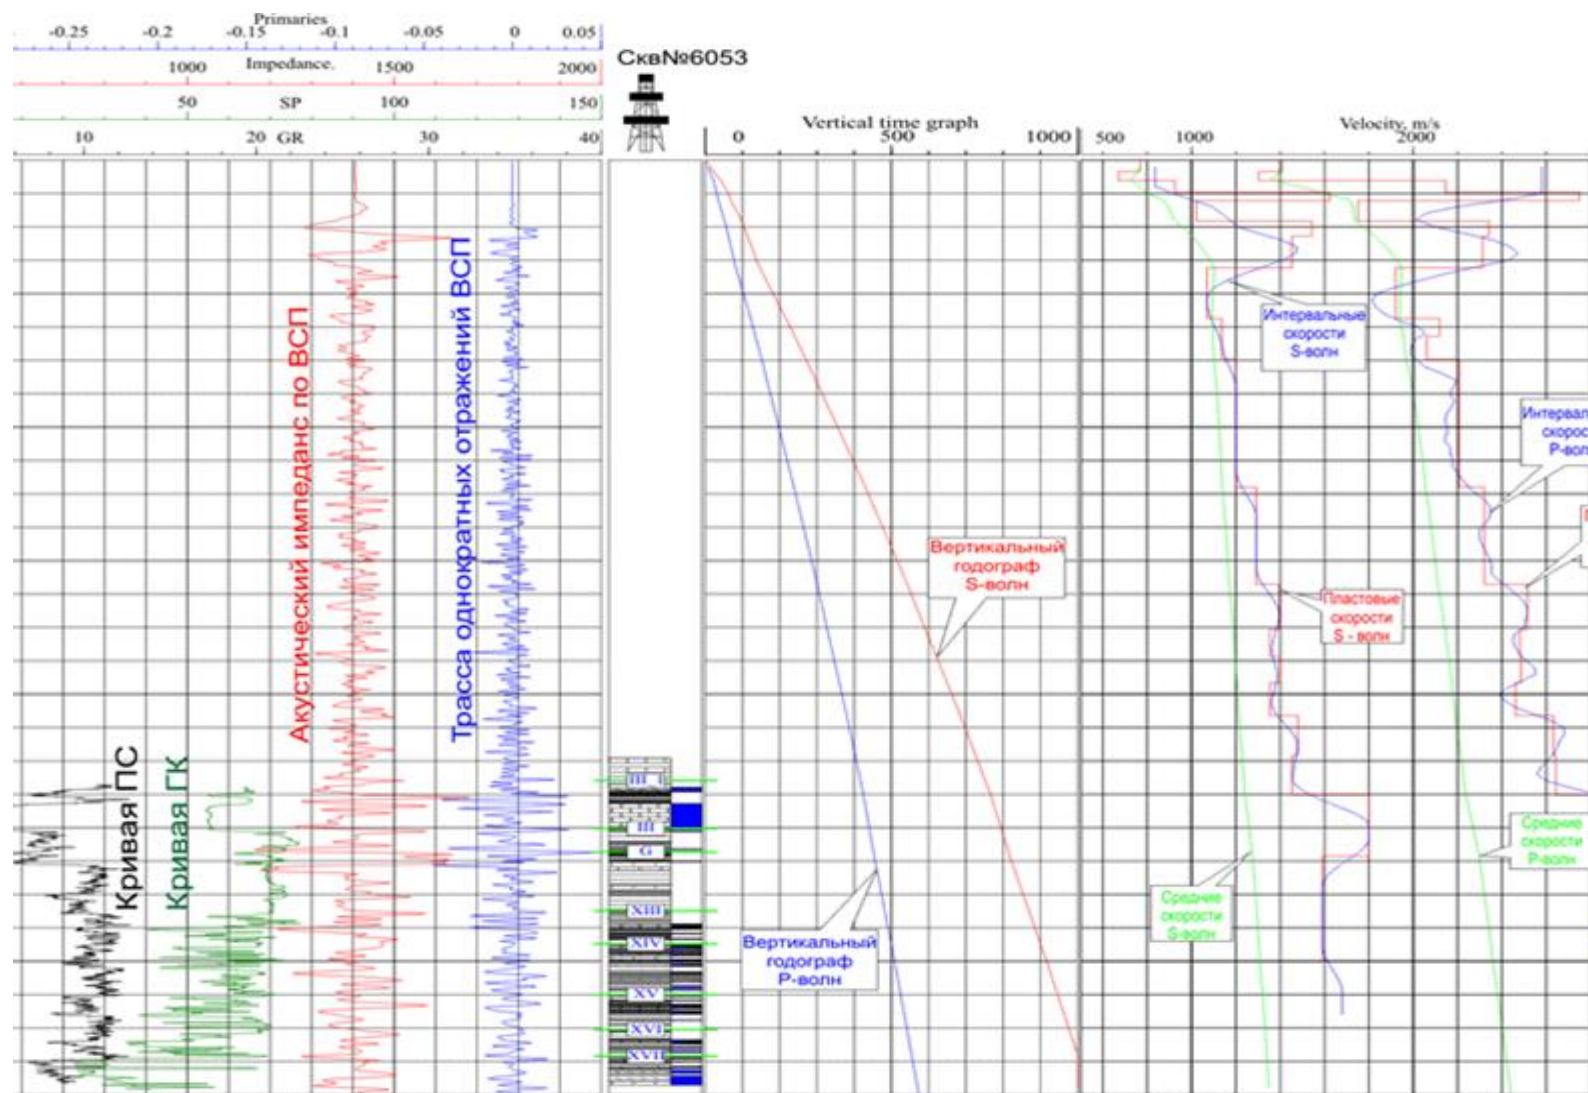 Primaries
-0.25 -0.2 -0.15 -0.1 -0.05 0 0.05
1000 Impedance. 1500 2000
50 SP 100 150
10 20 GR 30 40
Скв№6053
Vertical time graph
0 500 1000
Velocity, m/s
500 1000 2000
Акустический импеданс по ВСП
Трасса однократных отражений ВСП
Кривая ПС
Кривая ГК
Интервальные
скорости
S-волн
Вертикальный
годограф
S-волн
Пластовые
скорости
S - волн
Интервал
скорос
P-вол
Средние
скорости
P-волн
Средние
скорости
S-волн
Вертикальный
годограф
P-волн
III
G
XIII
XIV
XV
XVI
XVII